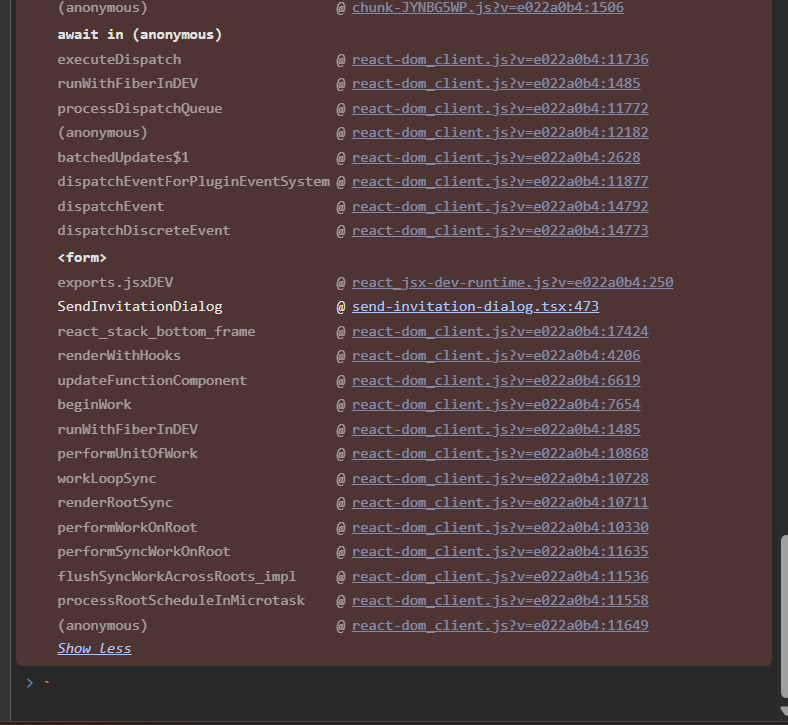 (anonymous) @ chunk-JYNBG5WP.js?v=e022a0b4:1506
await in (anonymous)
executeDispatch @ react-dom_client.js?v=e022a0b4:11736
runWithFiberInDEV @ react-dom_client.js?v=e022a0b4:1485
processDispatchQueue @ react-dom_client.js?v=e022a0b4:11772
(anonymous) @ react-dom_client.js?v=e022a0b4:12182
batchedUpdates$1 @ react-dom_client.js?v=e022a0b4:2628
dispatchEventForPluginEventSystem @ react-dom_client.js?v=e022a0b4:11877
dispatchEvent @ react-dom_client.js?v=e022a0b4:14792
dispatchDiscreteEvent @ react-dom_client.js?v=e022a0b4:14773
<form>
exports.jsxDEV @ react_jsx-dev-runtime.js?v=e022a0b4:250
SendInvitationDialog @ send-invitation-dialog.tsx:473
react_stack_bottom_frame @ react-dom_client.js?v=e022a0b4:17424
renderWithHooks @ react-dom_client.js?v=e022a0b4:4206
updateFunctionComponent @ react-dom_client.js?v=e022a0b4:6619
beginWork @ react-dom_client.js?v=e022a0b4:7654
runWithFiberInDEV @ react-dom_client.js?v=e022a0b4:1485
performUnitOfWork @ react-dom_client.js?v=e022a0b4:10868
workLoopSync @ react-dom_client.js?v=e022a0b4:10728
renderRootSync @ react-dom_client.js?v=e022a0b4:10711
performWorkOnRoot @ react-dom_client.js?v=e022a0b4:10330
performSyncWorkOnRoot @ react-dom_client.js?v=e022a0b4:11635
flushSyncWorkAcrossRoots_impl @ react-dom_client.js?v=e022a0b4:11536
processRootScheduleInMicrotask @ react-dom_client.js?v=e022a0b4:11558
(anonymous) @ react-dom_client.js?v=e022a0b4:11649
Show less
> `